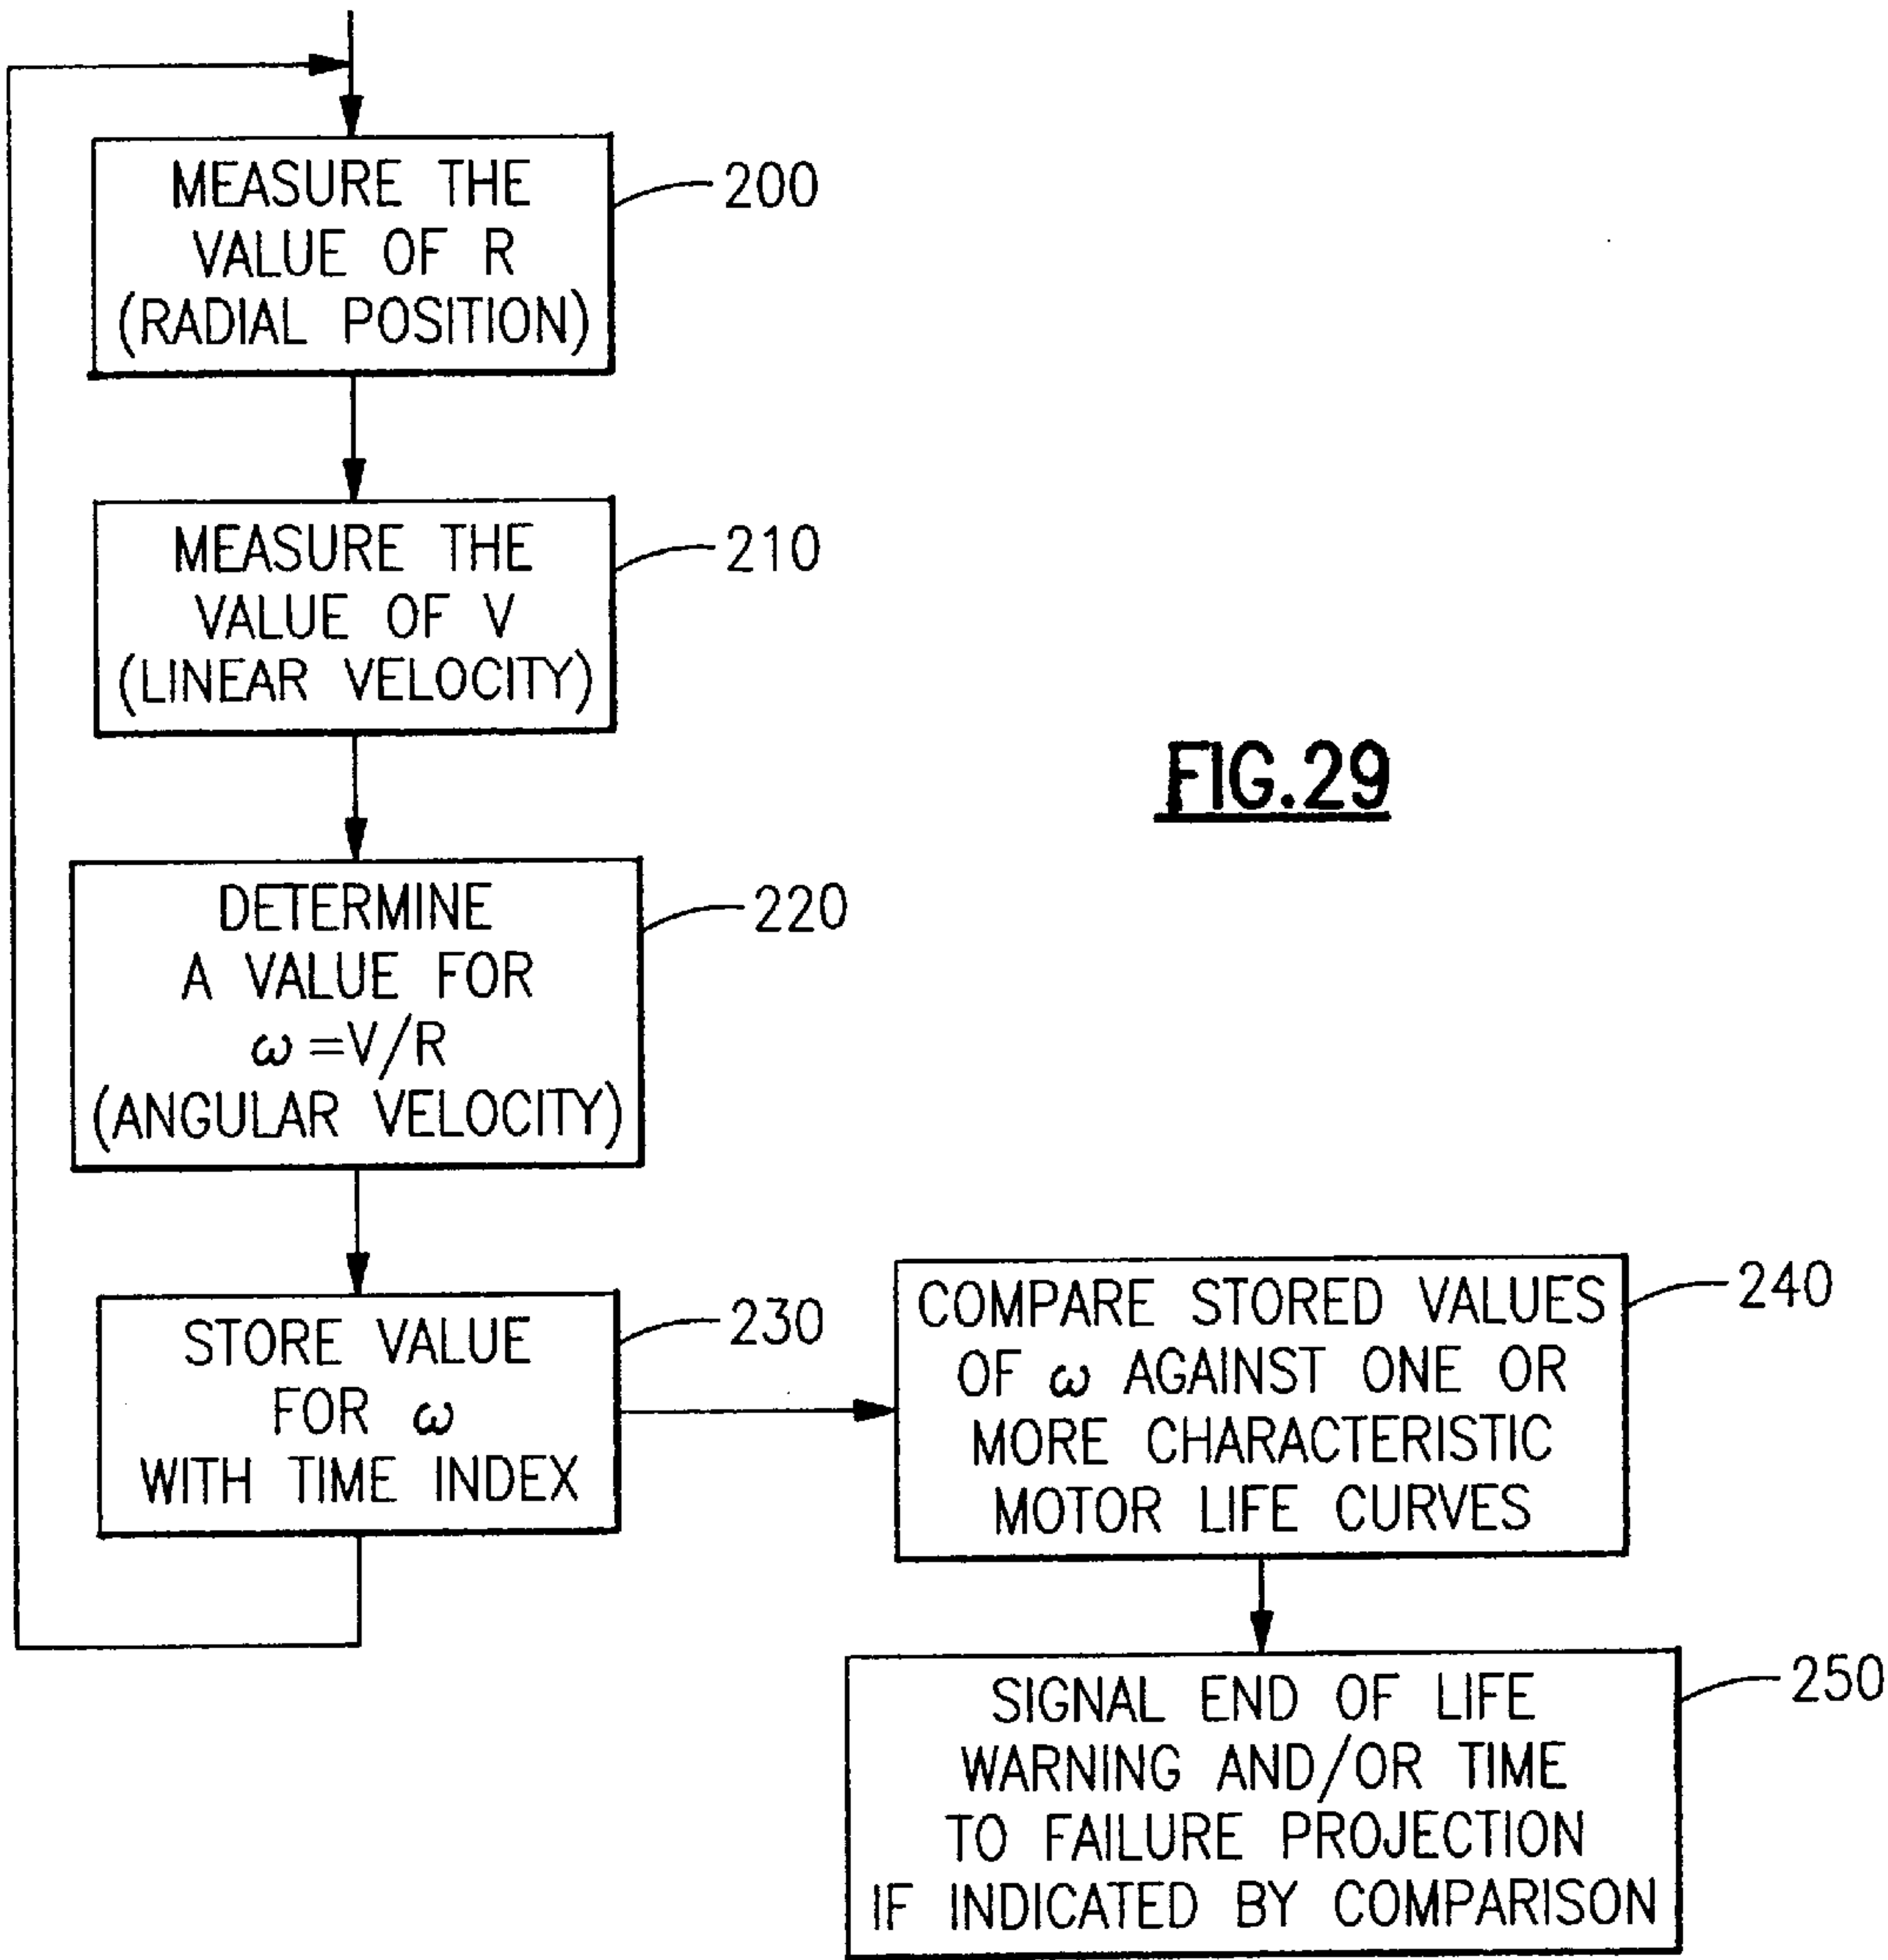 MEASURE THE
VALUE OF R
(RADIAL POSITION)
200
MEASURE THE
VALUE OF V
(LINEAR VELOCITY)
210
FIG.29
DETERMINE
A VALUE FOR
ω=V/R
(ANGULAR VELOCITY)
220
STORE VALUE
FOR ω
WITH TIME INDEX
230
COMPARE STORED VALUES
OF ω AGAINST ONE OR
MORE CHARACTERISTIC
MOTOR LIFE CURVES
240
SIGNAL END OF LIFE
WARNING AND/OR TIME
TO FAILURE PROJECTION
IF INDICATED BY COMPARISON
250